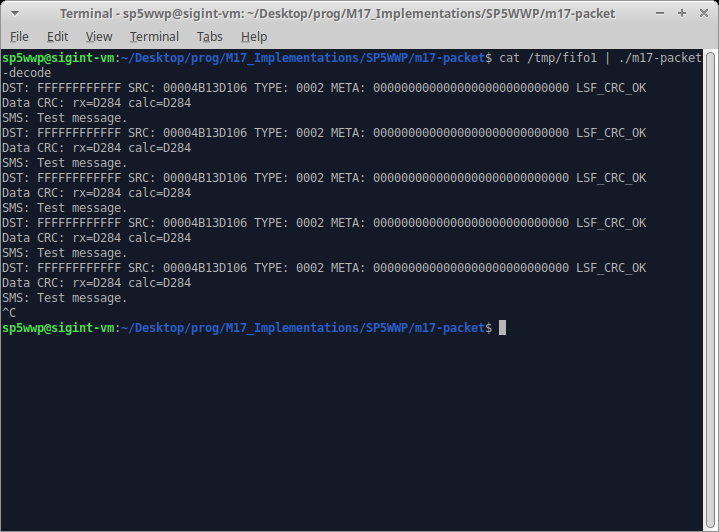 Terminal - sp5wwp@sigint-vm: ~/Desktop/prog/M17_Implementations/SP5WWP/m17-packet
File Edit View Terminal Tabs Help
sp5wwp@sigint-vm:~/Desktop/prog/M17_Implementations/SP5WWP/m17-packet$ cat /tmp/fifo1 | ./m17-packet
-decode
DST: FFFFFFFFFFFF SRC: 00004B13D106 TYPE: 0002 META: 0000000000000000000000000000 LSF_CRC_OK
Data CRC: rx=D284 calc=D284
SMS: Test message.
DST: FFFFFFFFFFFF SRC: 00004B13D106 TYPE: 0002 META: 0000000000000000000000000000 LSF_CRC_OK
Data CRC: rx=D284 calc=D284
SMS: Test message.
DST: FFFFFFFFFFFF SRC: 00004B13D106 TYPE: 0002 META: 0000000000000000000000000000 LSF_CRC_OK
Data CRC: rx=D284 calc=D284
SMS: Test message.
DST: FFFFFFFFFFFF SRC: 00004B13D106 TYPE: 0002 META: 0000000000000000000000000000 LSF_CRC_OK
Data CRC: rx=D284 calc=D284
SMS: Test message.
DST: FFFFFFFFFFFF SRC: 00004B13D106 TYPE: 0002 META: 0000000000000000000000000000 LSF_CRC_OK
Data CRC: rx=D284 calc=D284
SMS: Test message.
^C
sp5wwp@sigint-vm:~/Desktop/prog/M17_Implementations/SP5WWP/m17-packet$